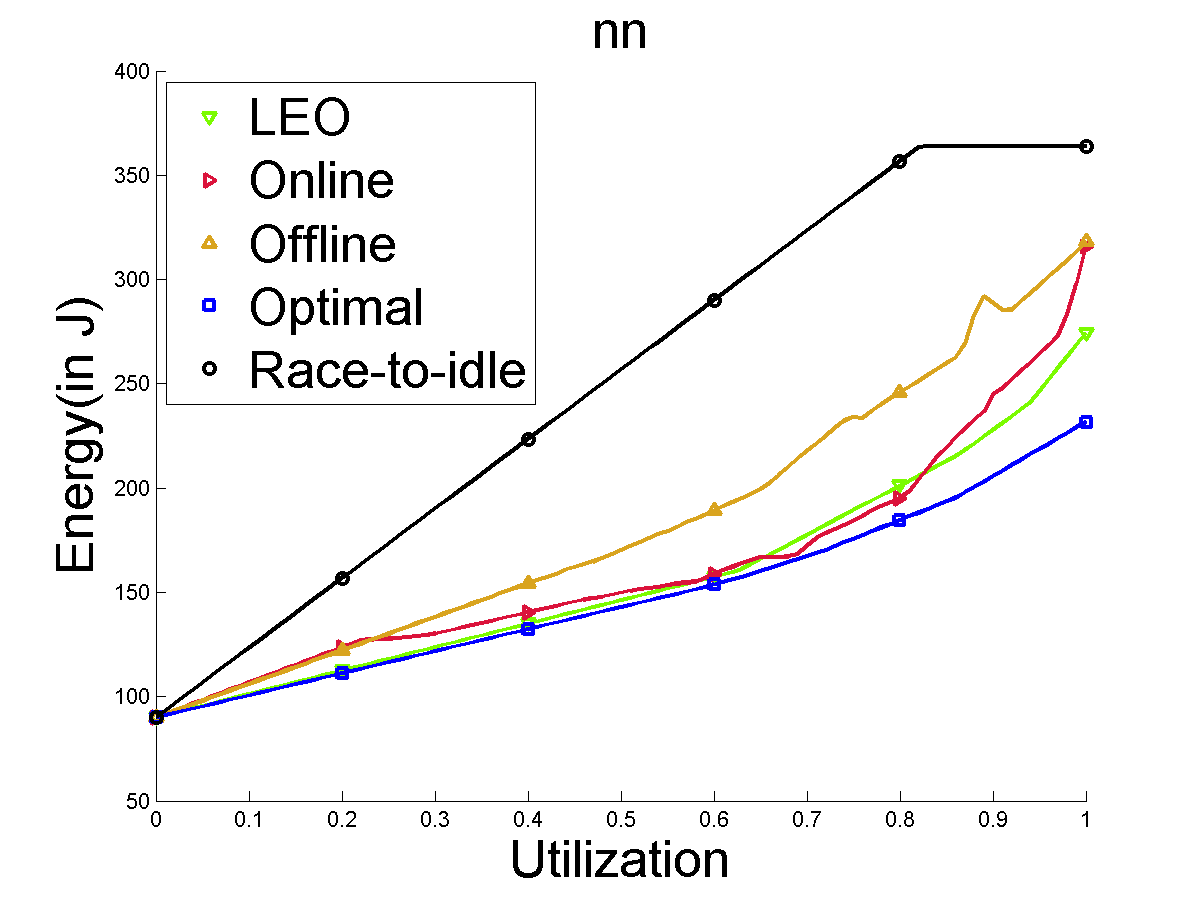 nn
400
350
300
250
200
150
100
50
Energy(in J)
LEO
Online
Offline
Optimal
Race-to-idle
0 0.1 0.2 0.3 0.4 0.5 0.6 0.7 0.8 0.9 1
Utilization